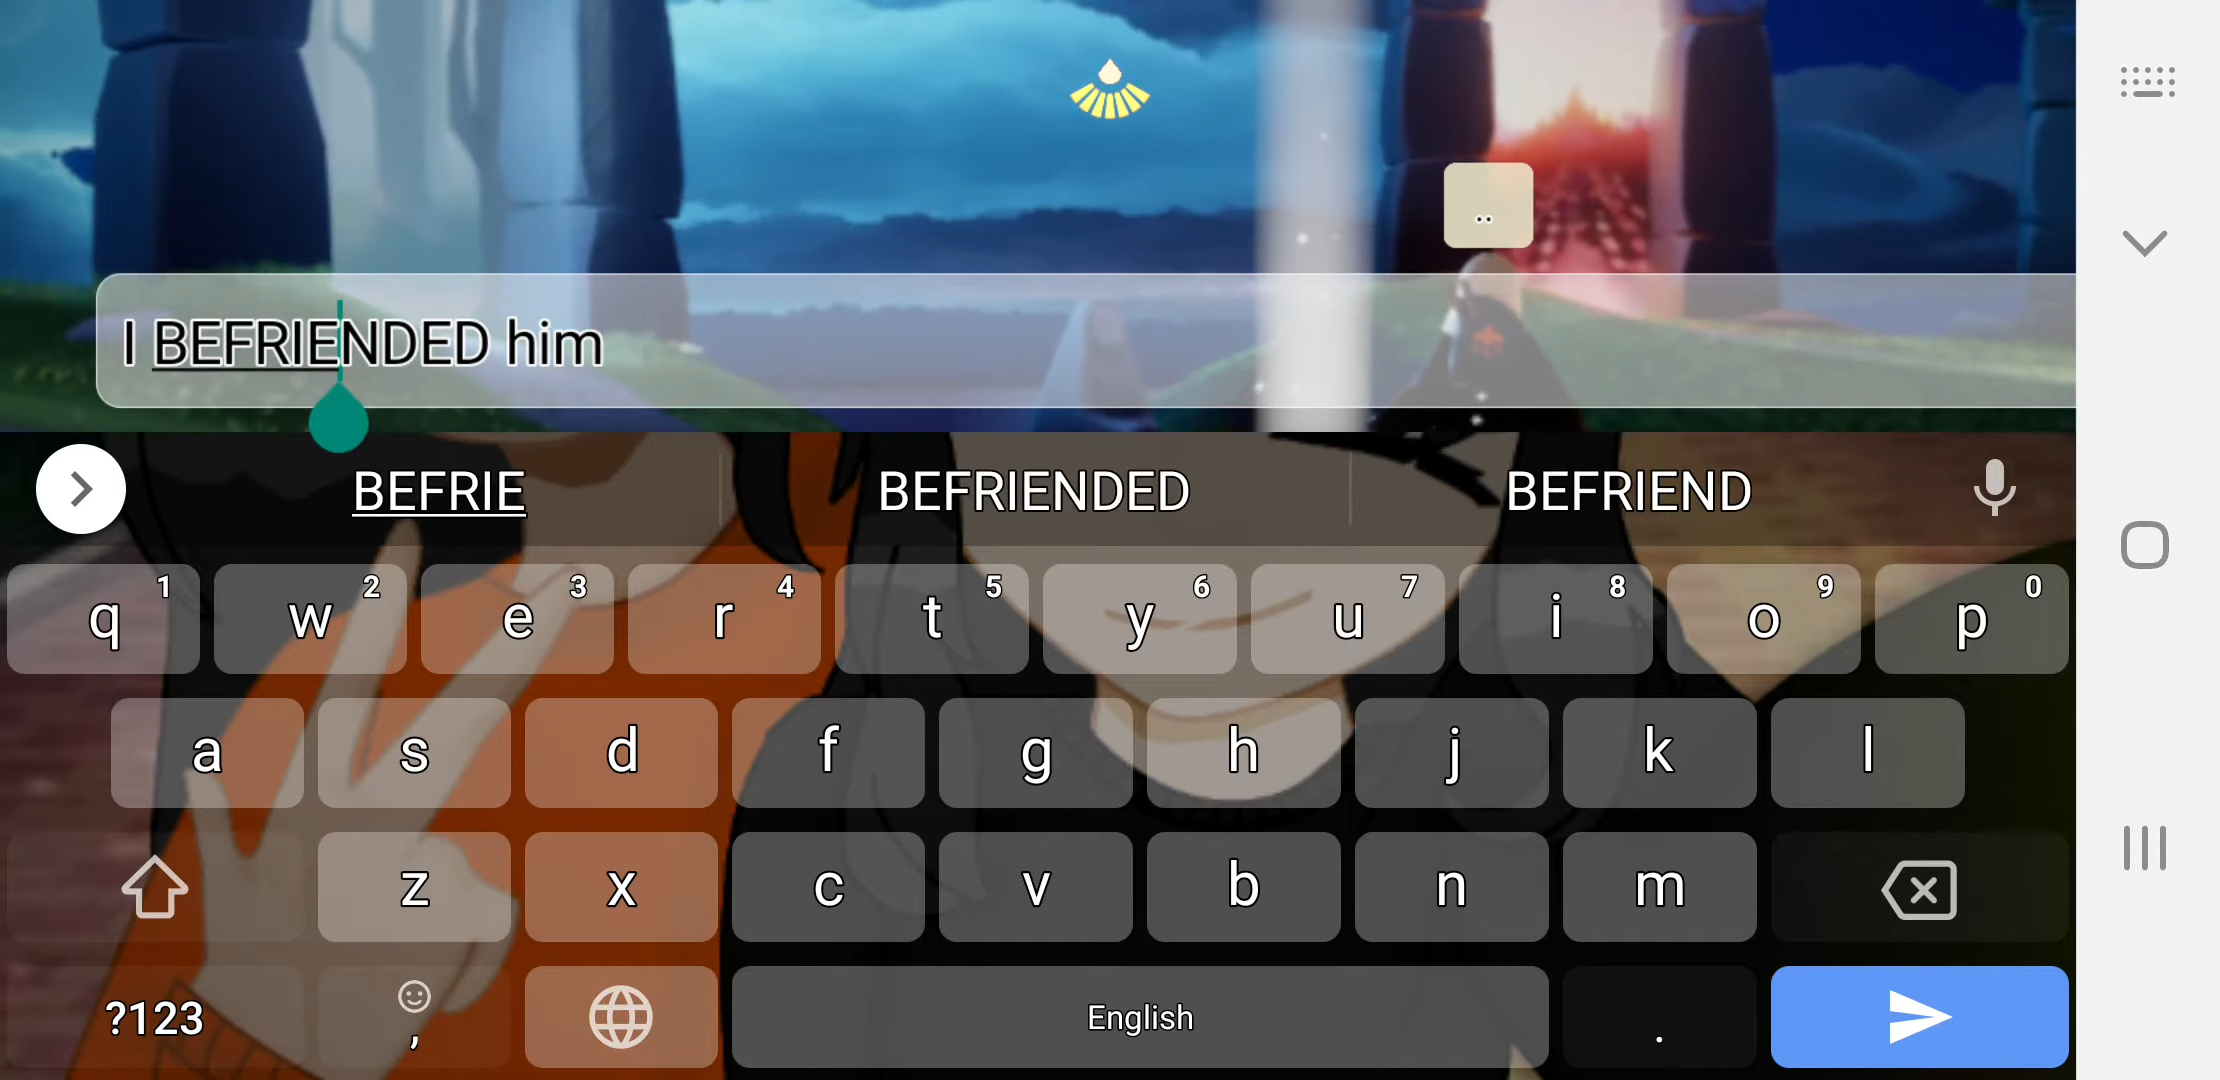 ..
I BEFRIENDED him
BEFRIE BEFRIENDED BEFRIEND
q 1 w 2 e 3 r 4 t 5 y 6 u 7 i 8 o 9 p 0
a s d f g h j k l
z x c v b n m
?123 , English .